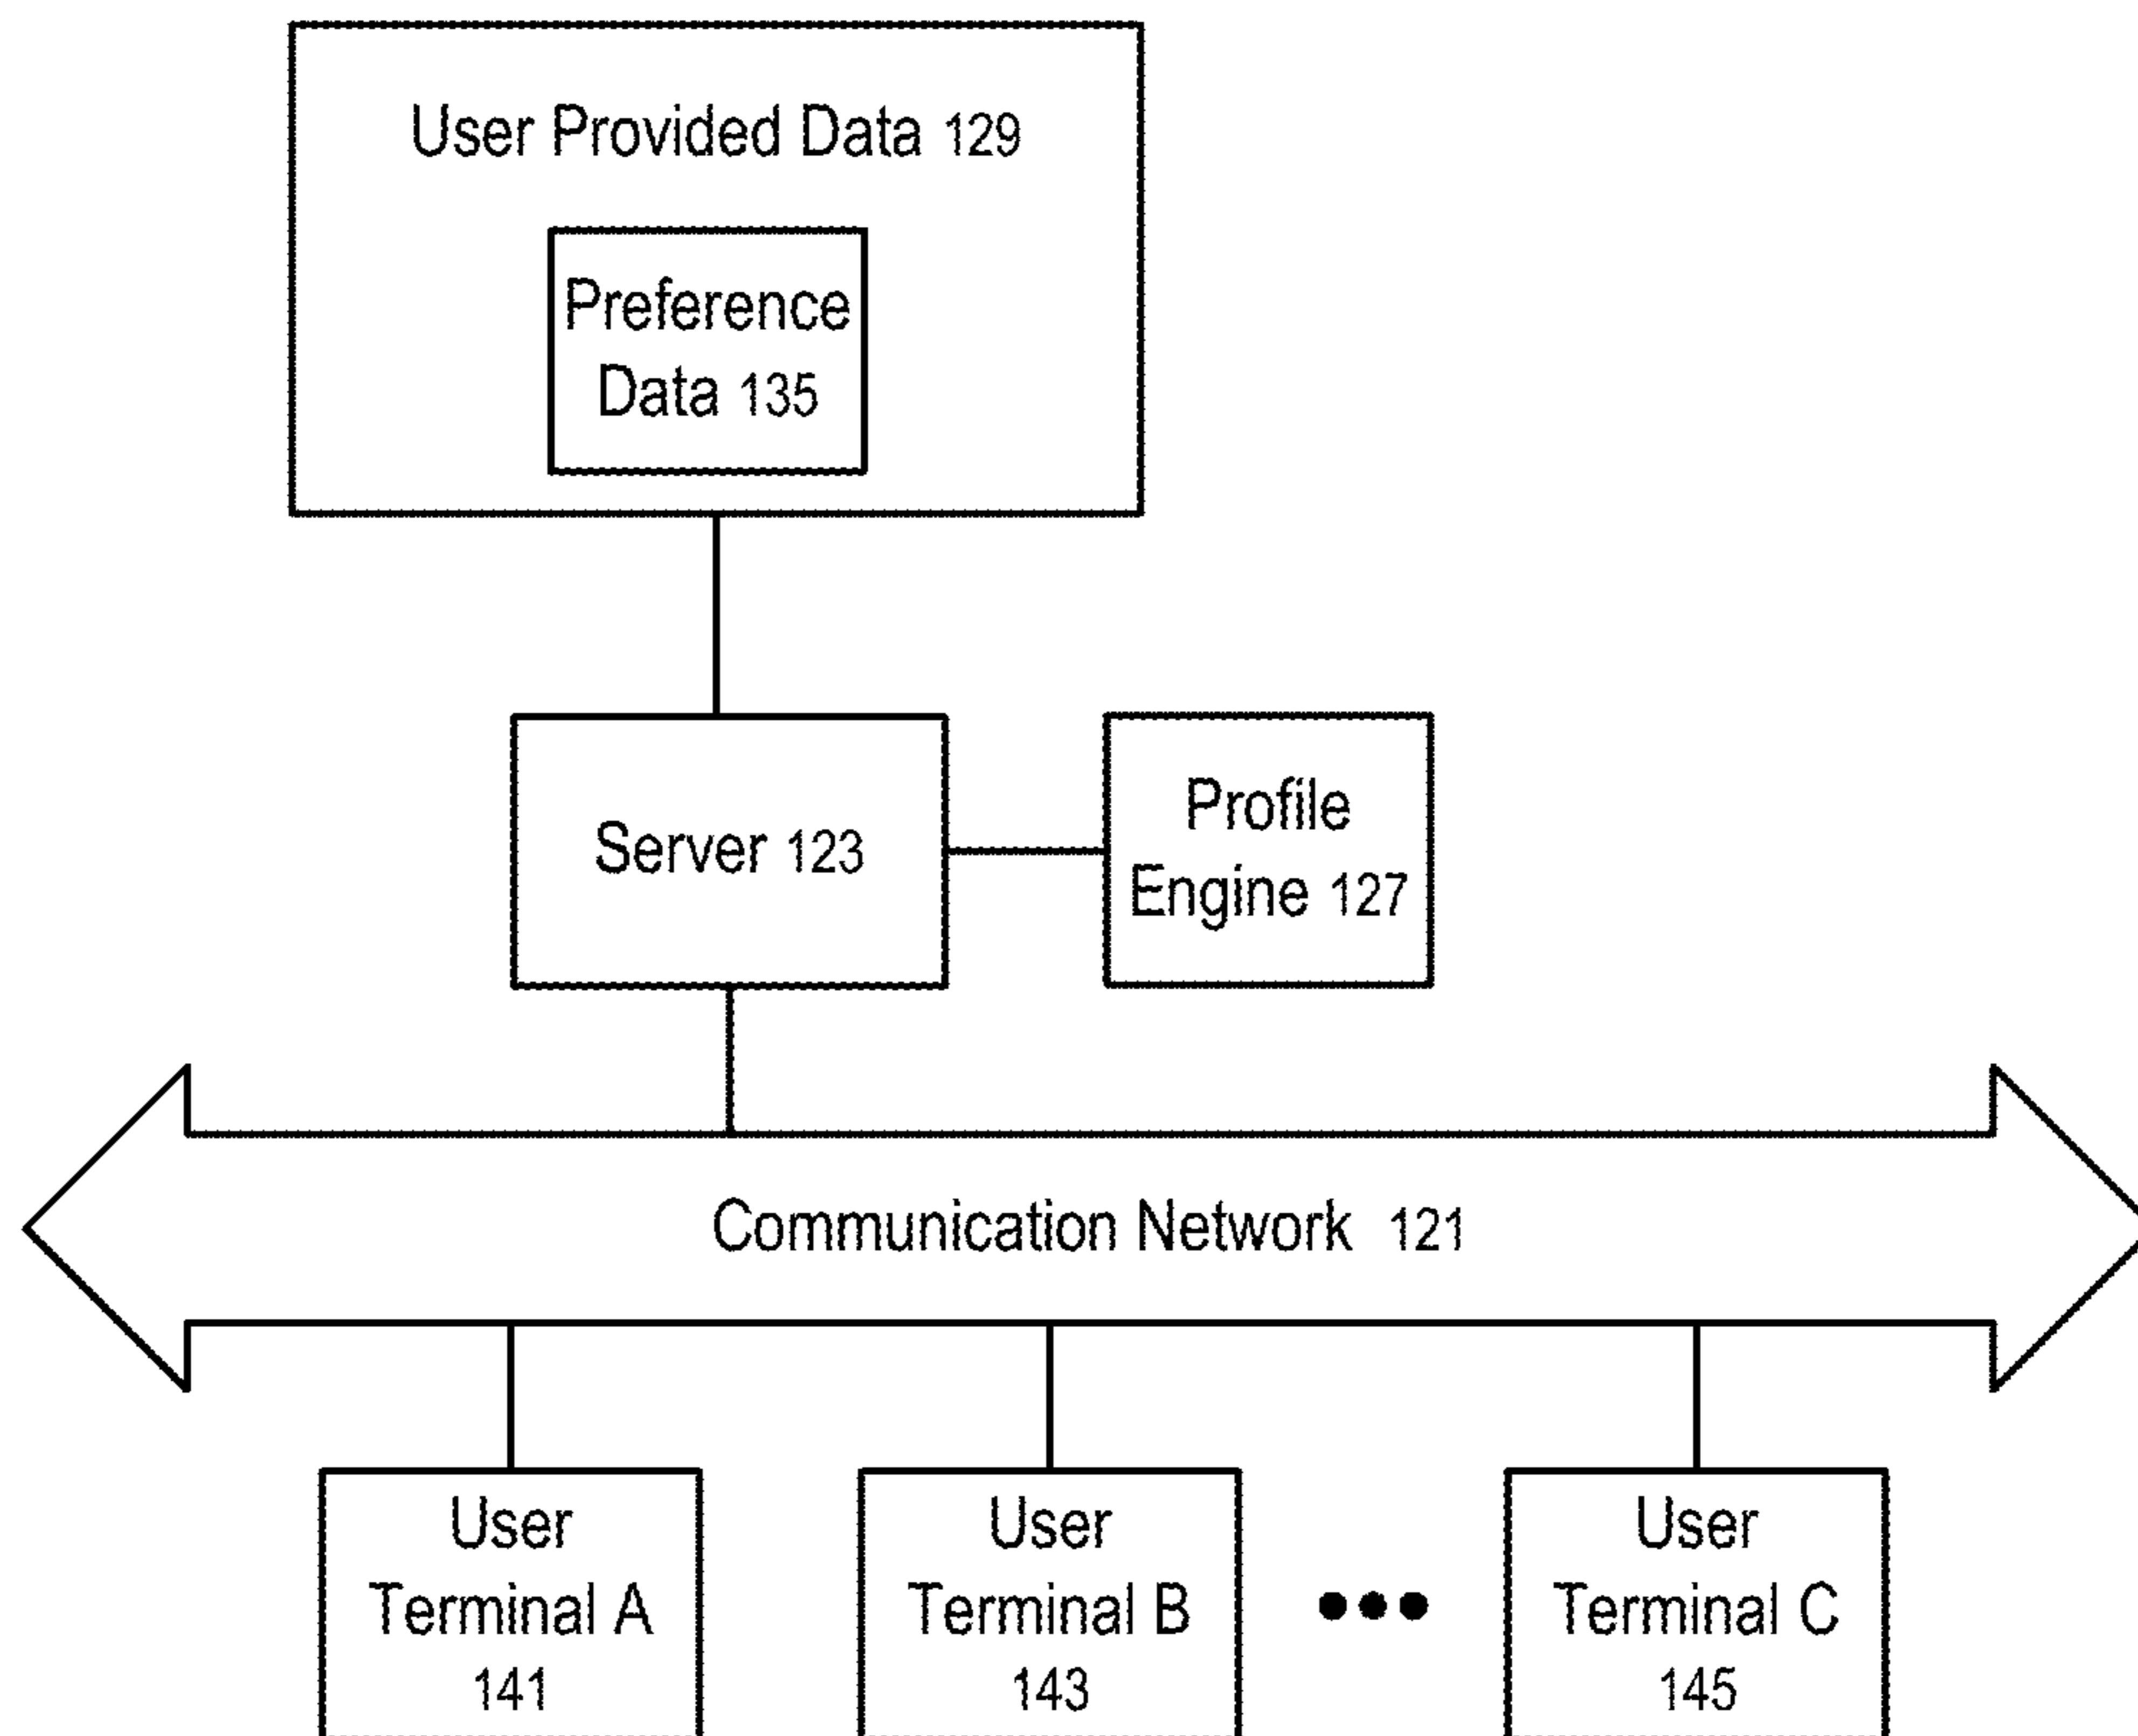 User Provided Data 129
Preference
Data 135
Server 123
Profile
Engine 127
Communication Network 121
User
Terminal A
141
User
Terminal B
143
User
Terminal C
145